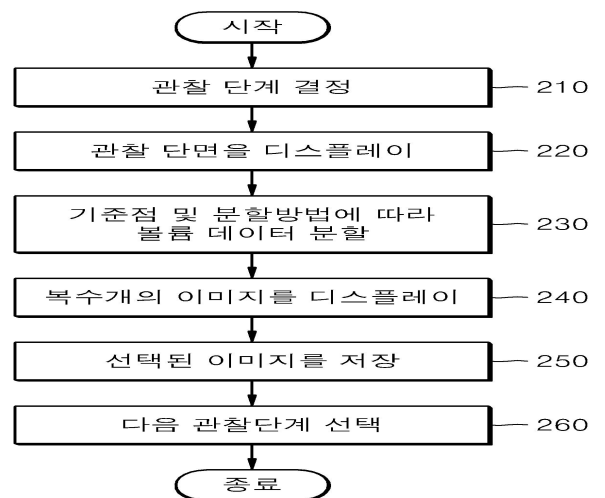 시작
관찰 단계 결정
210
관찰 단면을 디스플레이
220
기준점 및 분할방법에 따라
볼륨 데이터 분할
230
복수개의 이미지를 디스플레이
240
선택된 이미지를 저장
250
다음 관찰단계 선택
260
종료